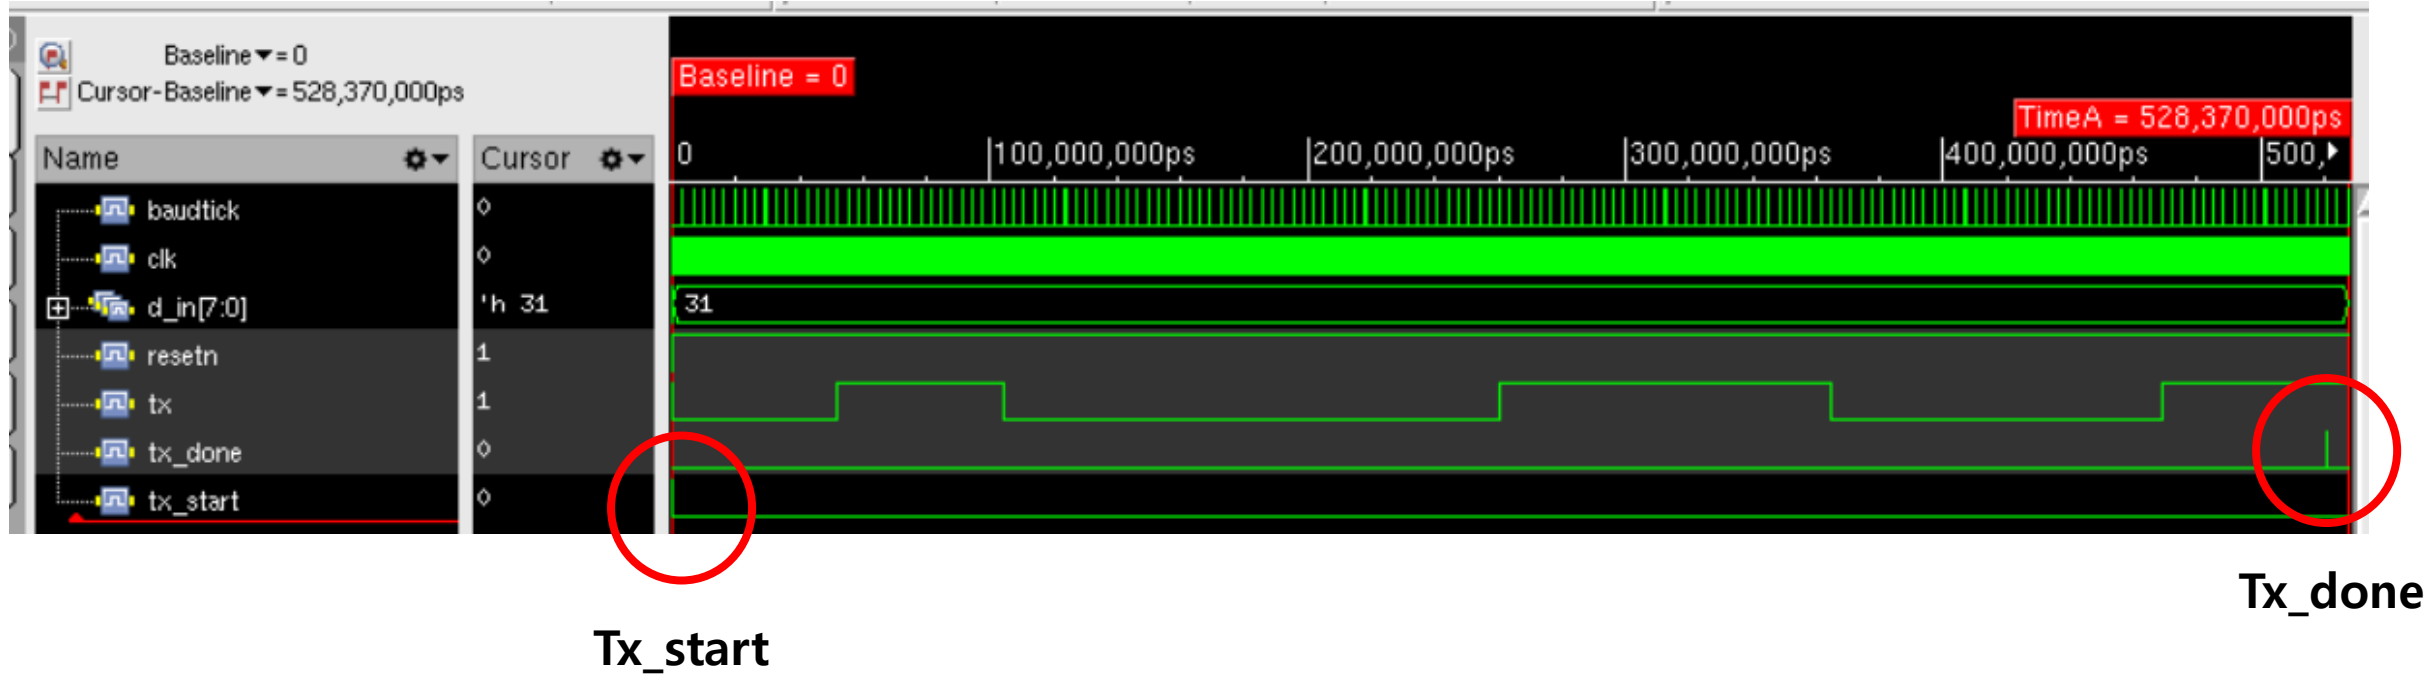 Baseline▼= 0
Cursor-Baseline▼= 528,370,000ps
Baseline = 0
TimeA = 528,370,000ps
Name
Cursor
0
|100,000,000ps
|200,000,000ps
|300,000,000ps
|400,000,000ps
|500,
baudtick 0
clk 0
d_in[7:0] 'h 31 31
resetn 1
tx 1
tx_done 0
tx_start 0
Tx_done
Tx_start